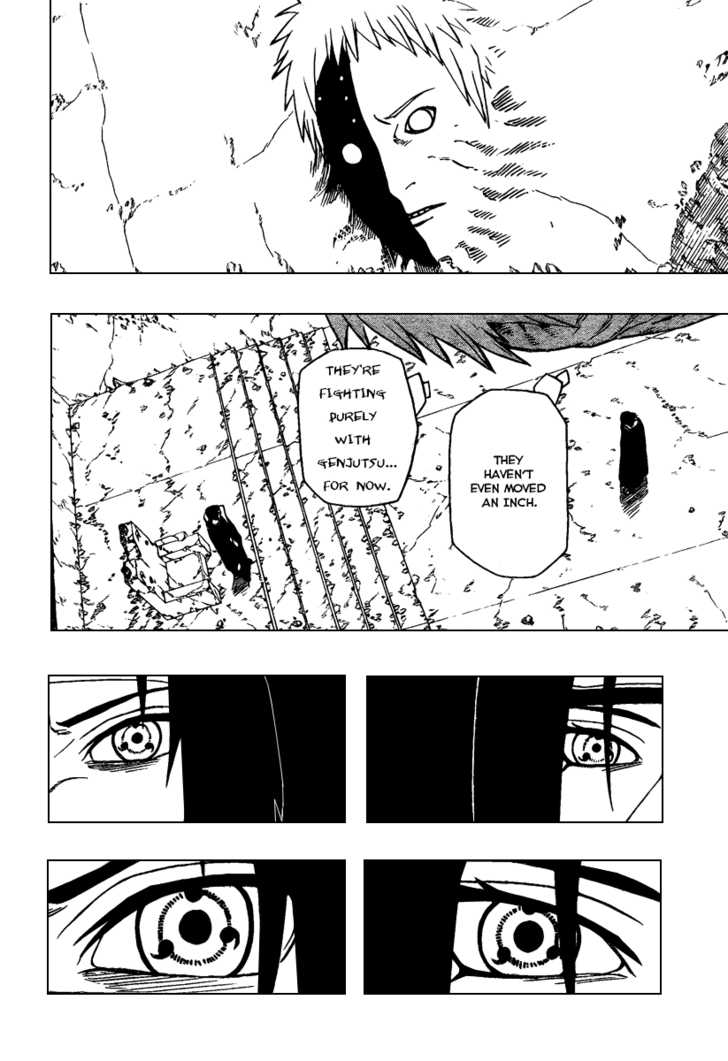 THEY
HAVEN'T
EVEN MOVED
AN INCH.
THEY'RE
FIGHTING
PURELY
WITH
GENJUTSU...
FOR NOW.